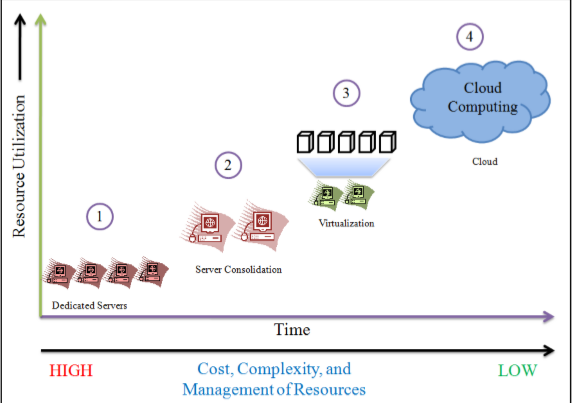 4
Cloud
Computing
3
Cloud
2
Virtualization
1
Server Consolidation
Dedicated Servers
Resource Utilization
Time
HIGH
Cost, Complexity, and
Management of Resources
LOW